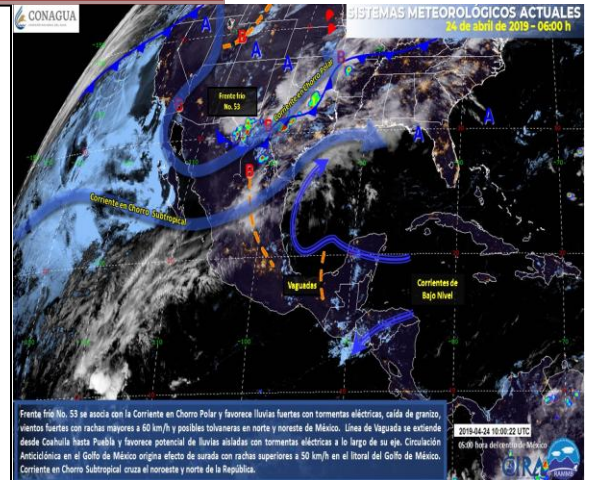 CONAGUA
SISTEMAS METEOROLÓGICOS ACTUALES
24 de abril de 2019 – 06:00 h
A
B
A
A
B
Corriente en Chorro Polar
Frente frío
No. 53
B
B
A
A
B
Corriente en Chorro Subtropical
Vaguadas
Corrientes de
Bajo Nivel
Frente frío No. 53 se asocia con la Corriente en Chorro Polar y favorece lluvias fuertes con tormentas eléctricas, caída de granizo,
vientos fuertes con rachas mayores a 60 km/h y posibles tolvaneras en norte y noreste de México. Línea de Vaguada se extiende
desde Coahuila hasta Puebla y favorece potencial de lluvias aisladas con tormentas eléctricas a lo largo de su eje. Circulación
Anticiclónica en el Golfo de México origina efecto de surada con rachas superiores a 50 km/h en el litoral del Golfo de México.
Corriente en Chorro Subtropical cruza el noroeste y norte de la República.
2019-04-24 10:00:22 UTC
05:00 hora del centro de México
CIRA
RAMMB